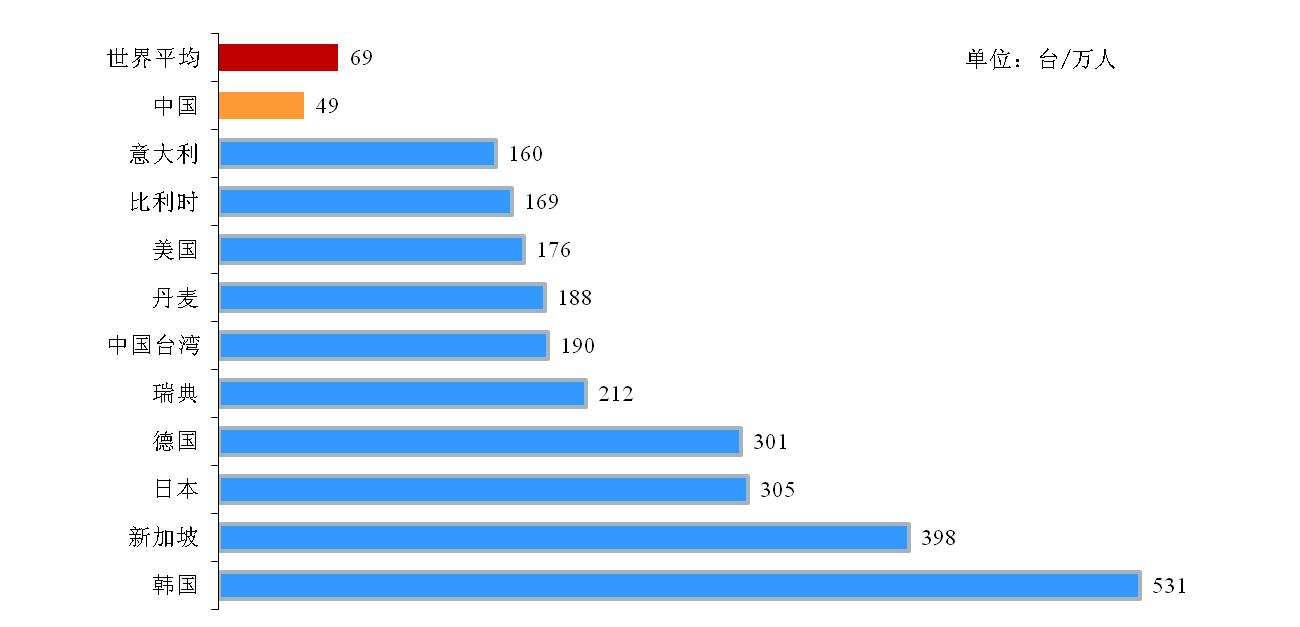 世界平均 69 单位：台/万人
中国 49
意大利 160
比利时 169
美国 176
丹麦 188
中国台湾 190
瑞典 212
德国 301
日本 305
新加坡 398
韩国 531